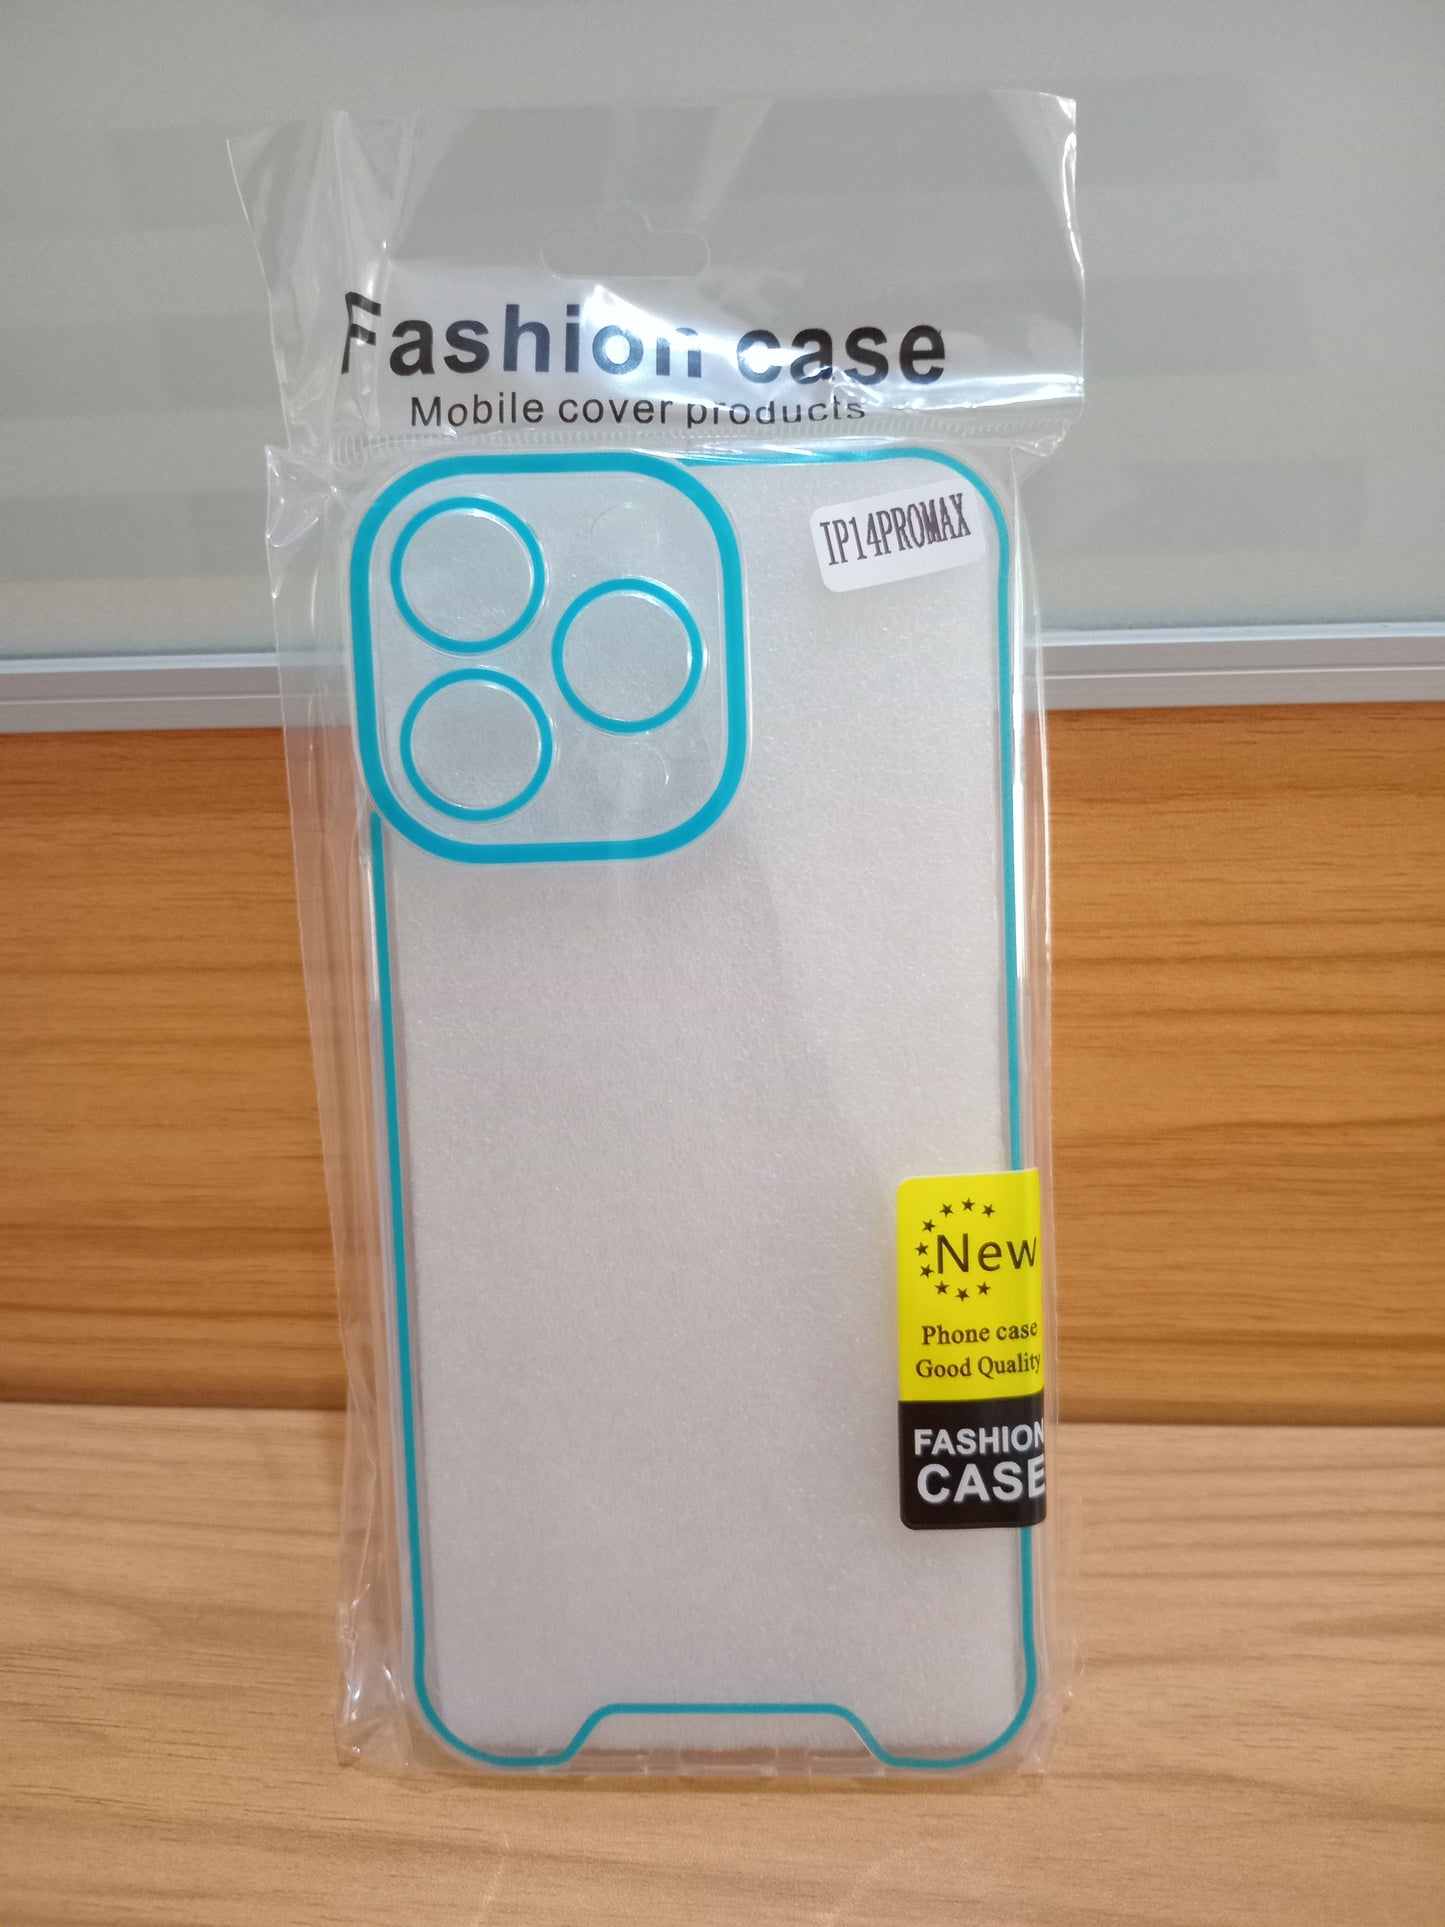 Fashion case
Mobile cover products
IP14PROMAX
New
Phone case
Good Quality
FASHION
CASE